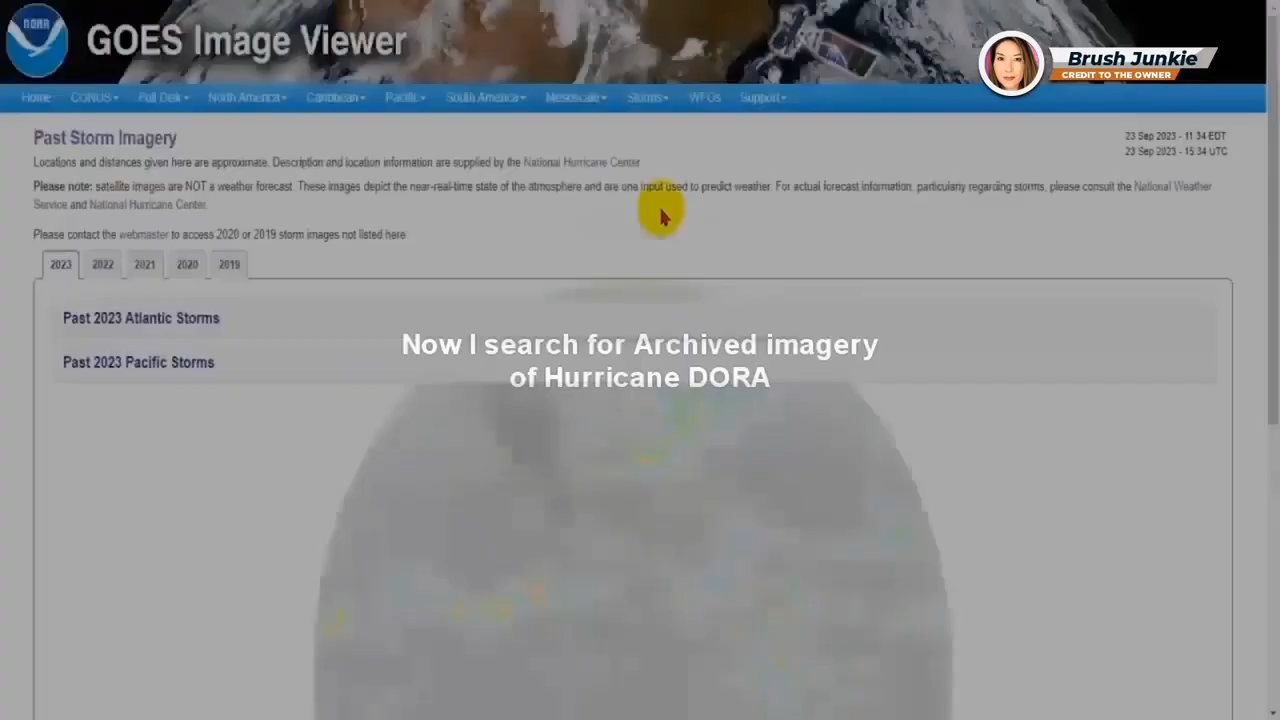 NOAA
GOES Image Viewer
Brush Junkie
CREDIT TO THE OWNER
Home CONUS Full Disk North America Caribbean Pacific South America Mesoscale Storms WFOs Support
Past Storm Imagery
23 Sep 2023 - 11:34 EDT
23 Sep 2023 - 15:34 UTC
Locations and distances given here are approximate. Description and location information are supplied by the National Hurricane Center
Please note: satellite images are NOT a weather forecast. These images depict the near-real-time state of the atmosphere and are one input used to predict weather. For actual forecast information, particularly regarding storms, please consult the National Weather
Service and National Hurricane Center.
Please contact the webmaster to access 2020 or 2019 storm images not listed here
2023 2022 2021 2020 2019
Past 2023 Atlantic Storms
Past 2023 Pacific Storms
Now I search for Archived imagery
of Hurricane DORA